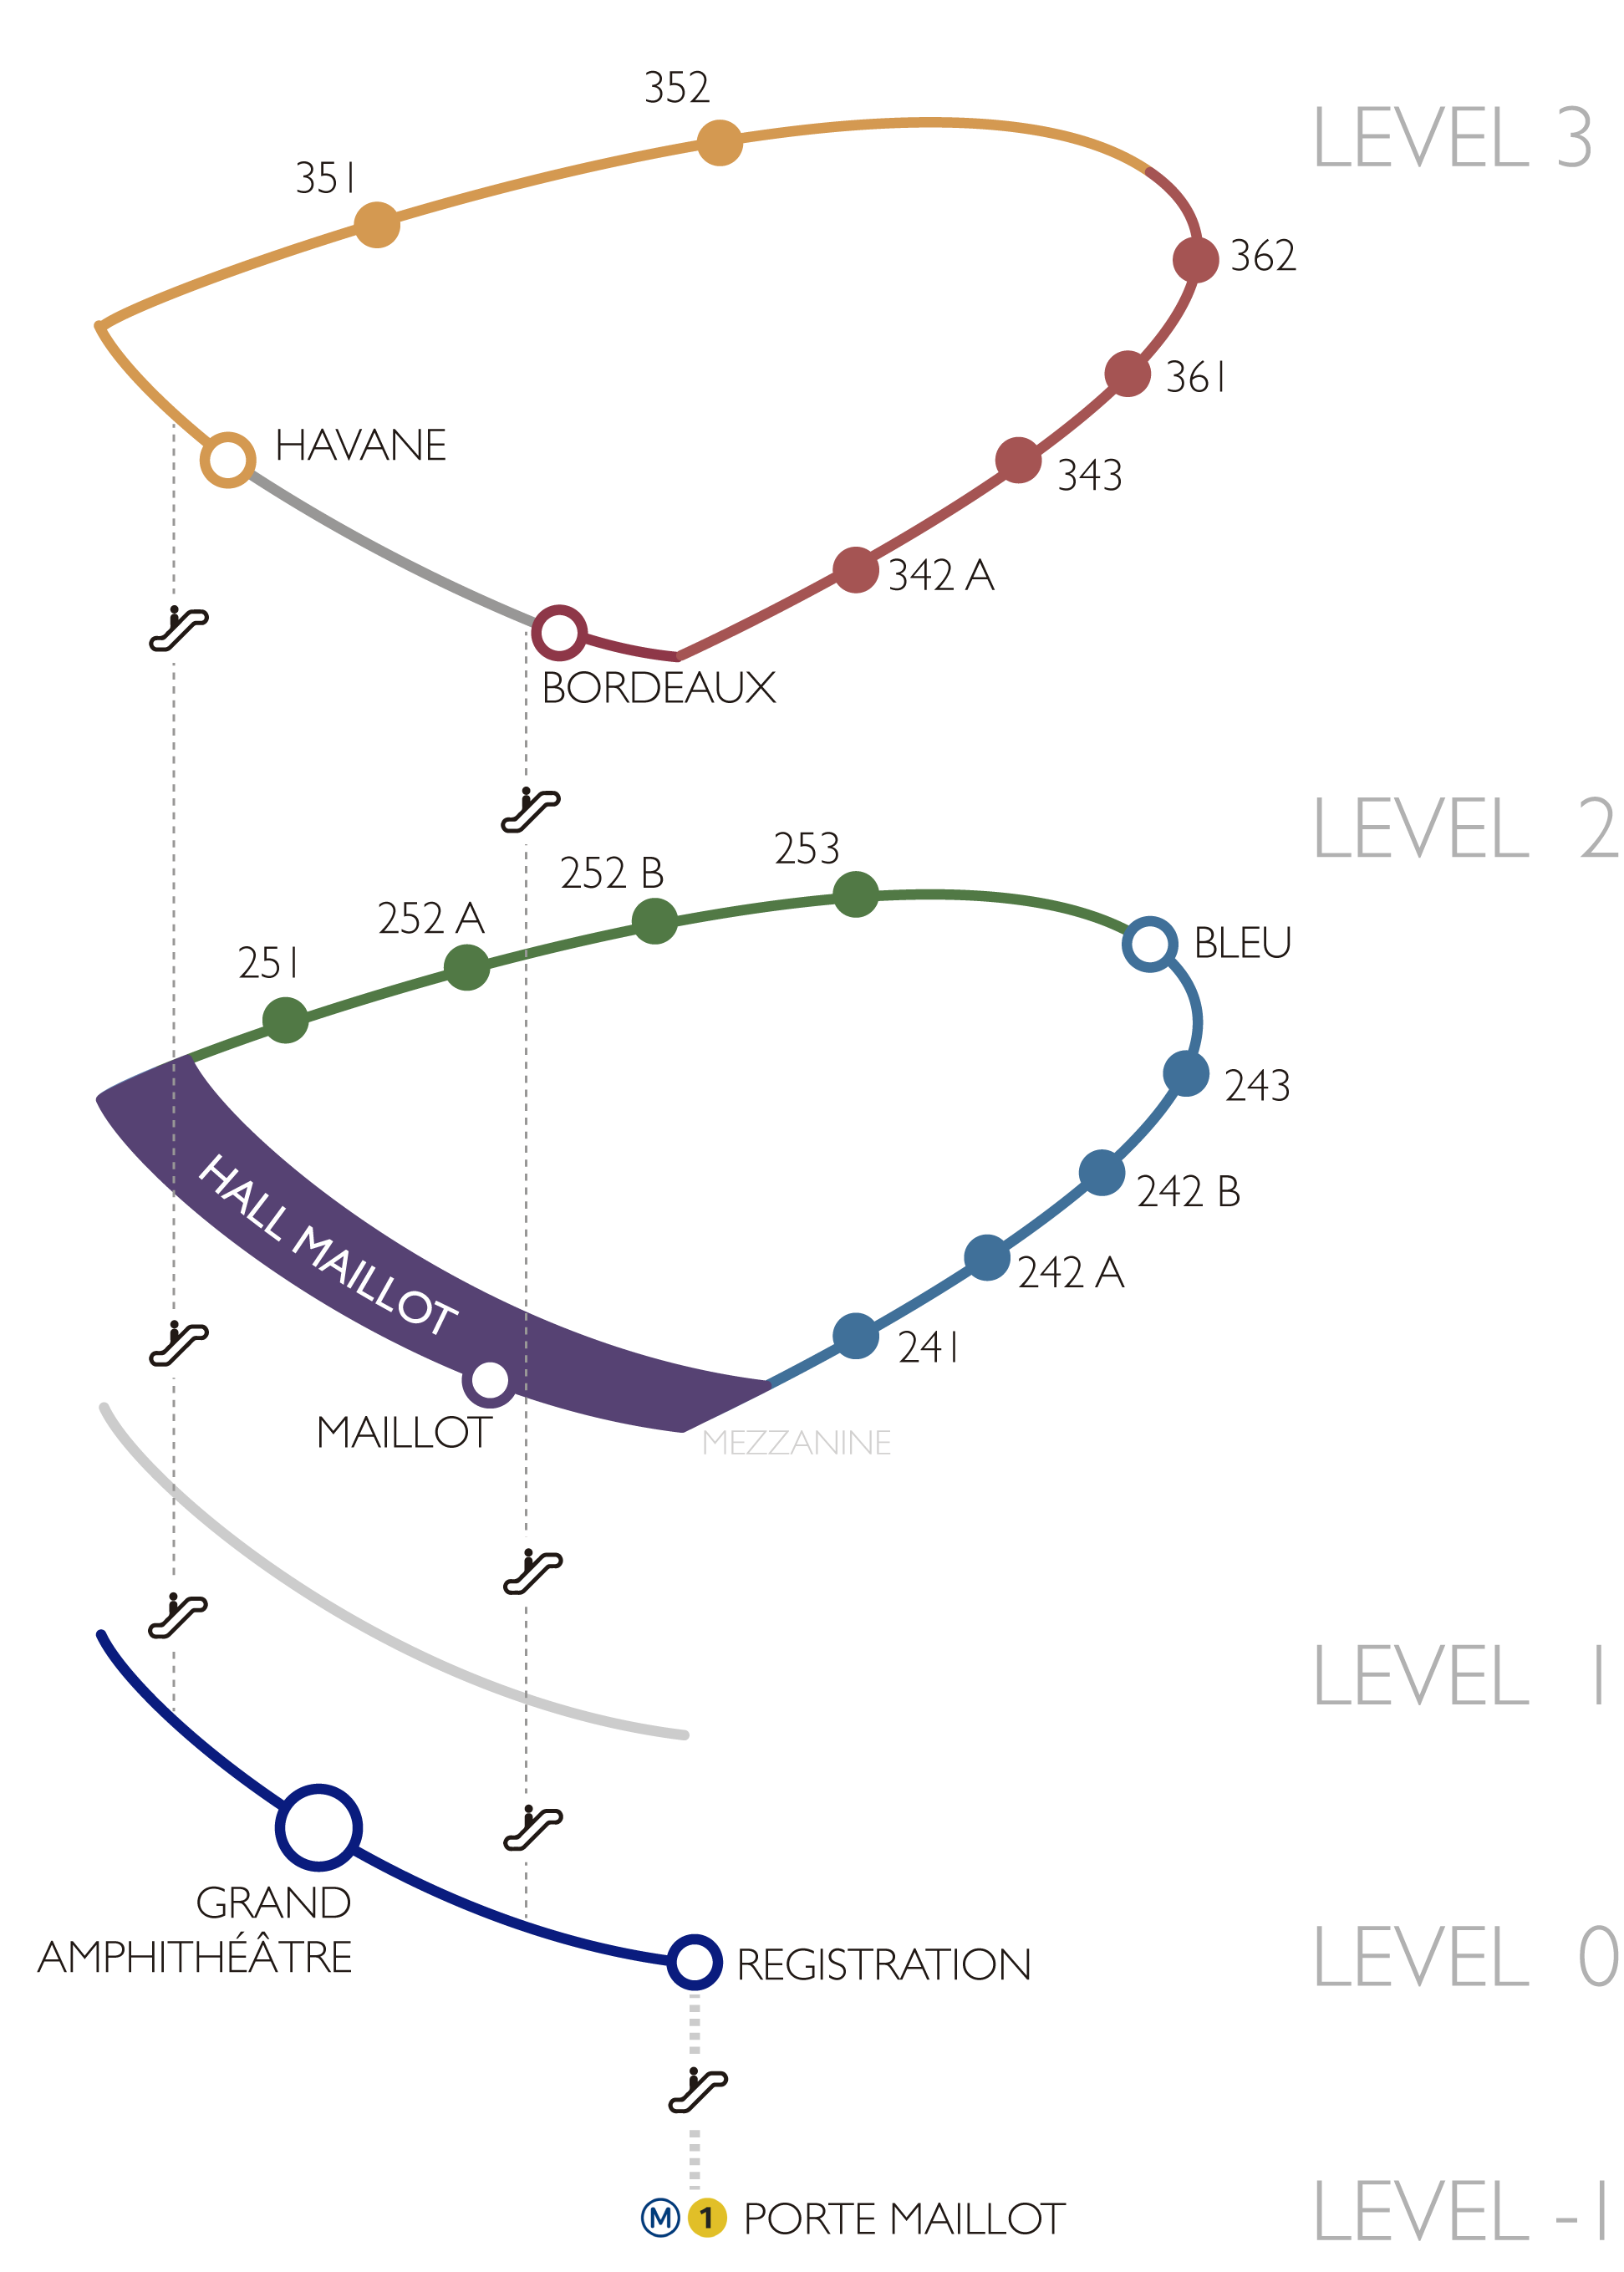 352
LEVEL 3
351
362
361
HAVANE
343
342 A
BORDEAUX
LEVEL 2
253
252 B
252 A
BLEU
251
243
HALL MAILLOT
242 B
242 A
241
MAILLOT
MEZZANINE
LEVEL 1
GRAND
AMPHITHÉÂTRE
REGISTRATION
LEVEL 0
M 1 PORTE MAILLOT
LEVEL -1